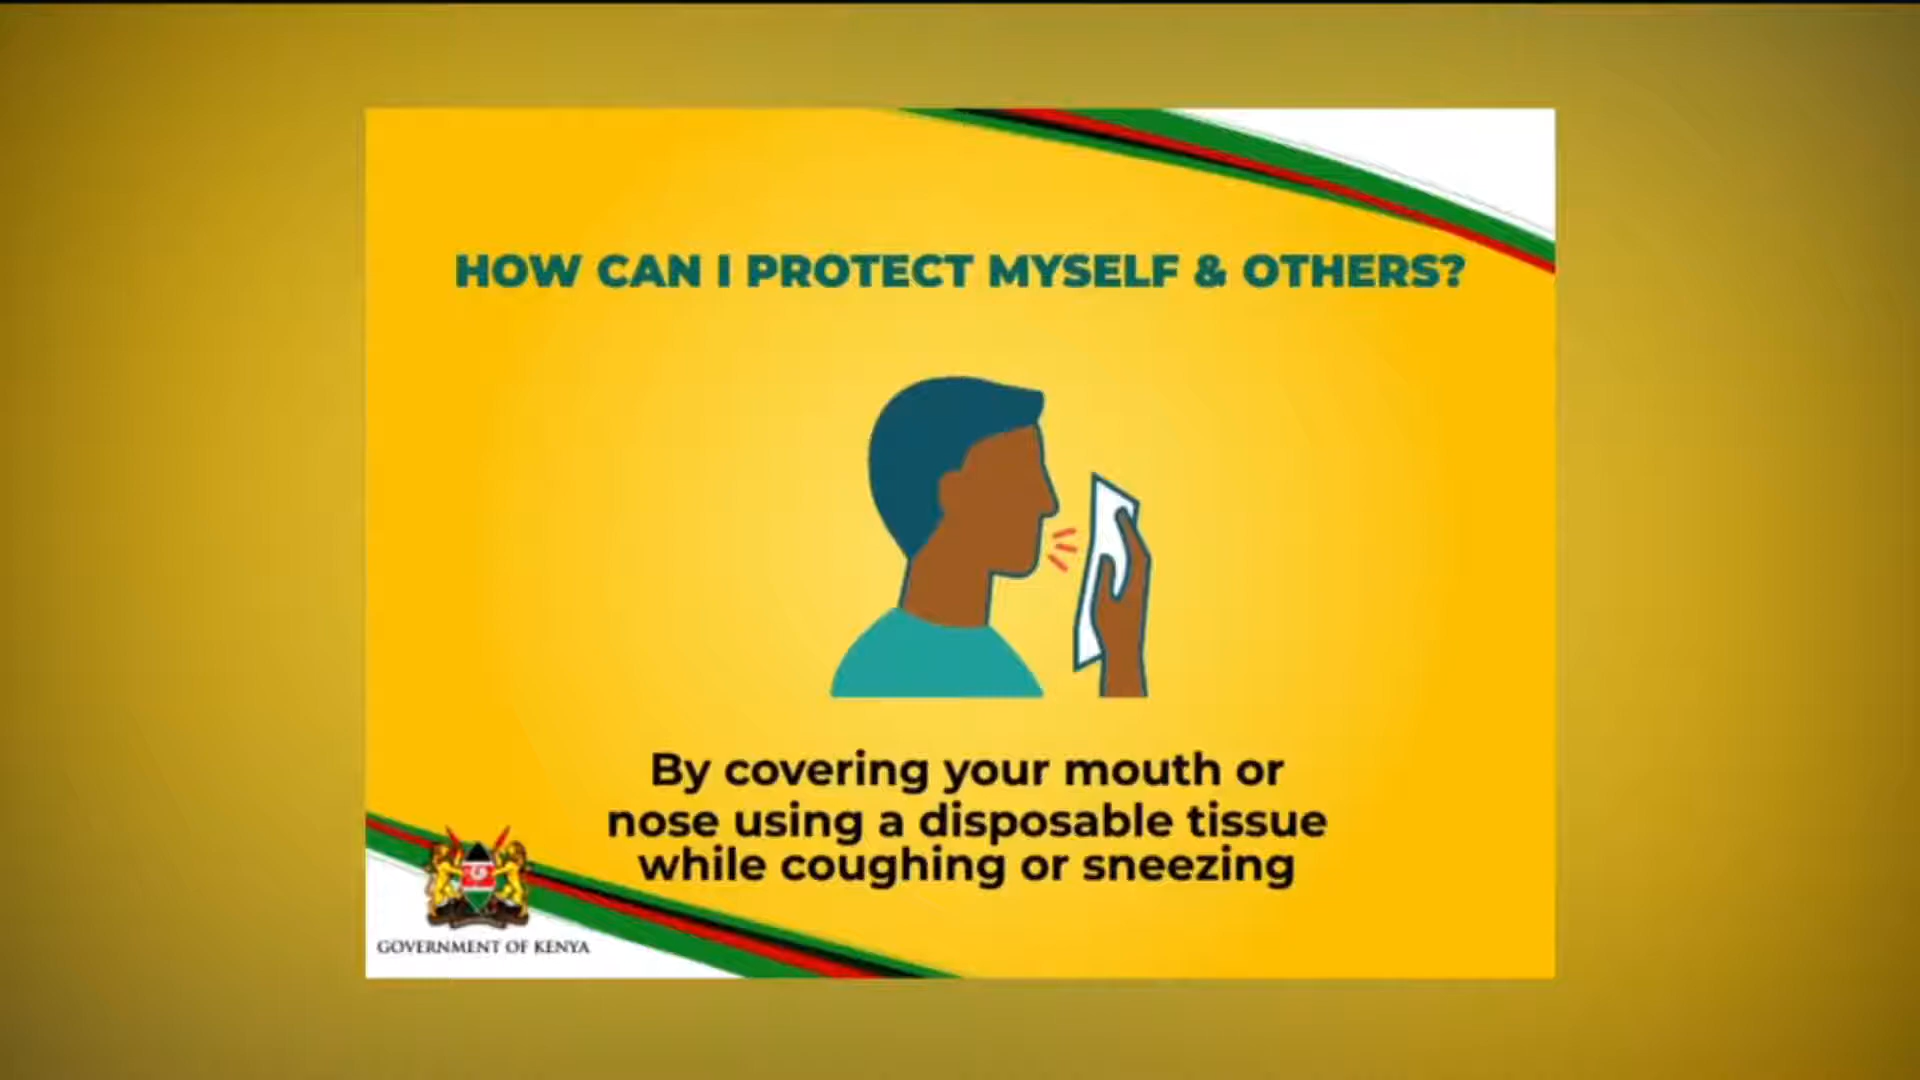 HOW CAN I PROTECT MYSELF & OTHERS?
By covering your mouth or
nose using a disposable tissue
while coughing or sneezing
GOVERNMENT OF KENYA